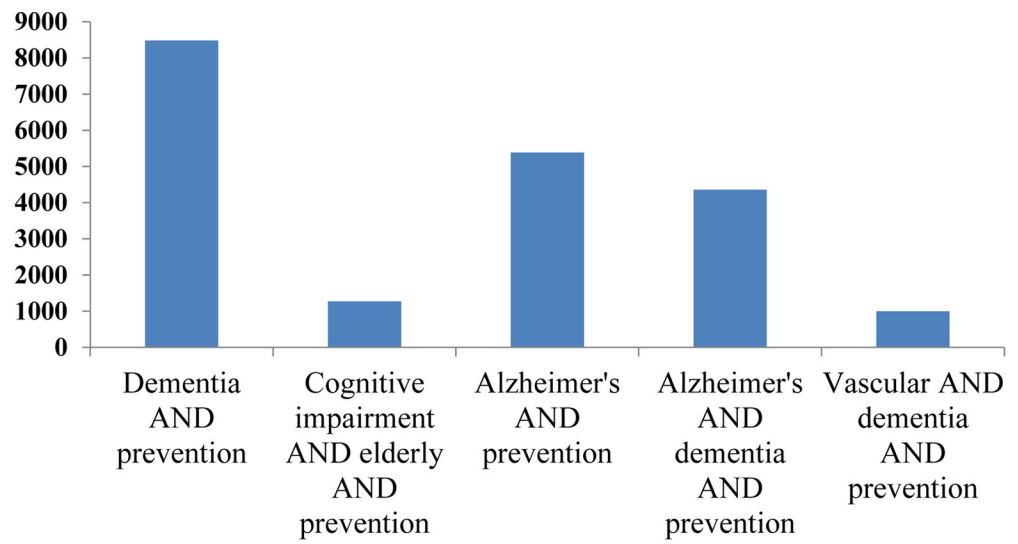 9000
8000
7000
6000
5000
4000
3000
2000
1000
0
Dementia
AND
prevention
Cognitive
impairment
AND elderly
AND
prevention
Alzheimer's
AND
prevention
Alzheimer's
AND
dementia
AND
prevention
Vascular AND
dementia
AND
prevention